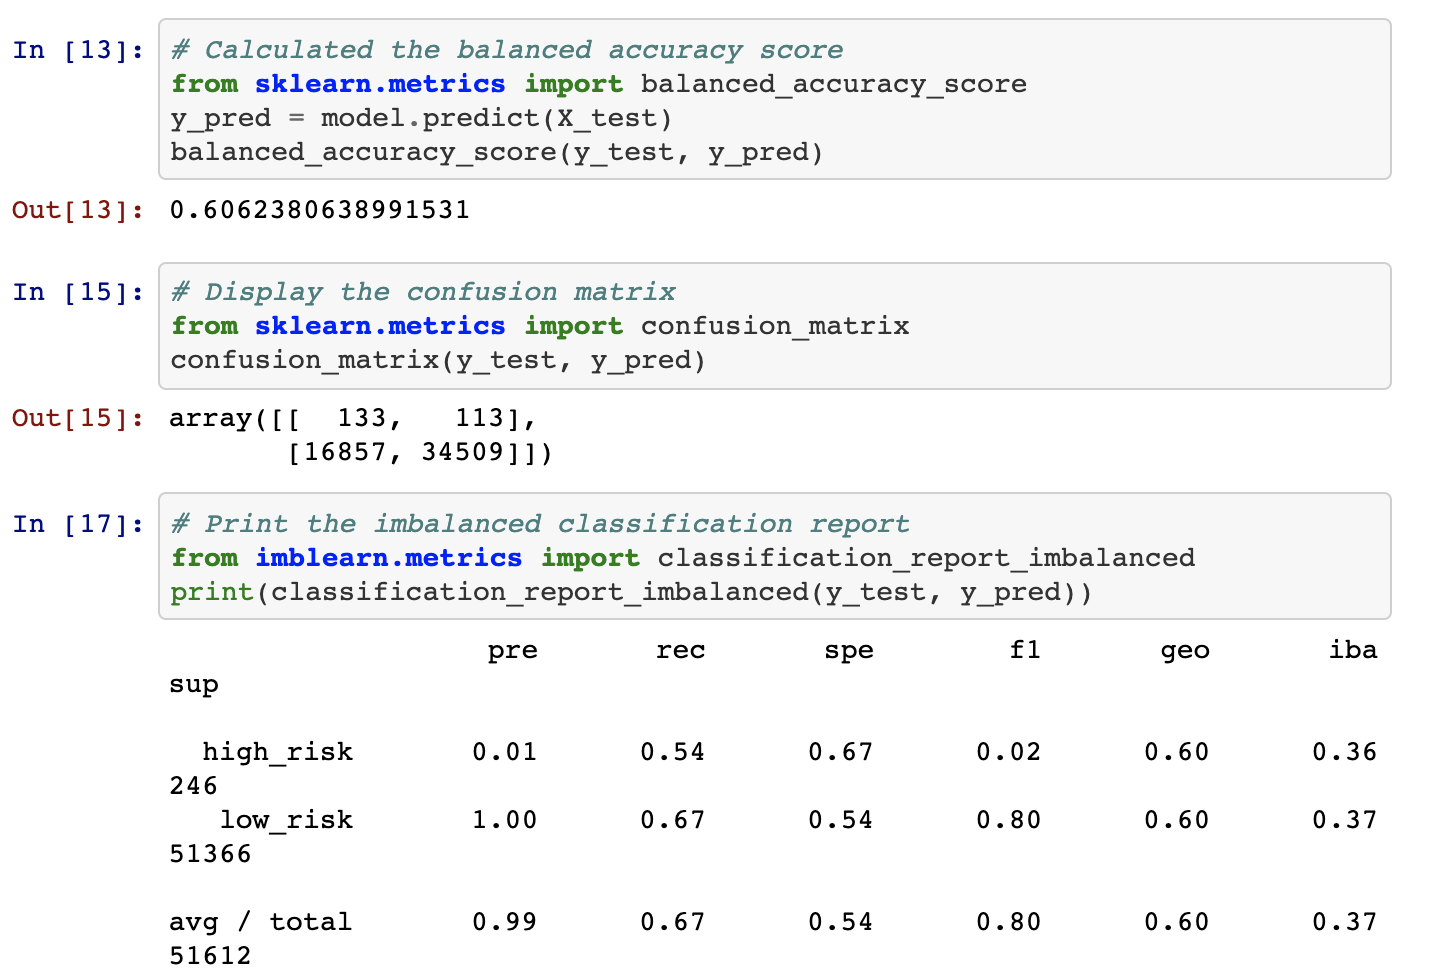 In [13]: # Calculated the balanced accuracy score
from sklearn.metrics import balanced_accuracy_score
y_pred = model.predict(X_test)
balanced_accuracy_score(y_test, y_pred)
Out[13]: 0.6062380638991531
In [15]: # Display the confusion matrix
from sklearn.metrics import confusion_matrix
confusion_matrix(y_test, y_pred)
Out[15]: array([[  133,   113],
       [16857, 34509]])
In [17]: # Print the imbalanced classification report
from imblearn.metrics import classification_report_imbalanced
print(classification_report_imbalanced(y_test, y_pred))
                   pre       rec       spe        f1       geo       iba
sup
  high_risk       0.01      0.54      0.67      0.02      0.60      0.36
246
   low_risk       1.00      0.67      0.54      0.80      0.60      0.37
51366
avg / total       0.99      0.67      0.54      0.80      0.60      0.37
51612